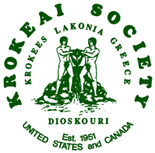 KROKEAI SOCIETY
KROKEES LAKONIA GREECE
DIOSKOURI
Est. 1951
UNITED STATES and CANADA